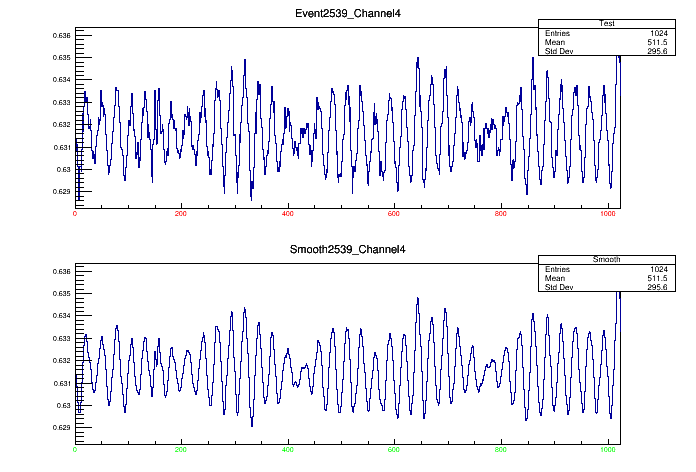 Event2539_Channel4
Test
Entries 1024
Mean 511.5
Std Dev 295.6
0.636
0.635
0.634
0.633
0.632
0.631
0.63
0.629
0 200 400 600 800 1000
Smooth2539_Channel4
Smooth
Entries 1024
Mean 511.5
Std Dev 295.6
0.636
0.635
0.634
0.633
0.632
0.631
0.63
0.629
0 200 400 600 800 1000